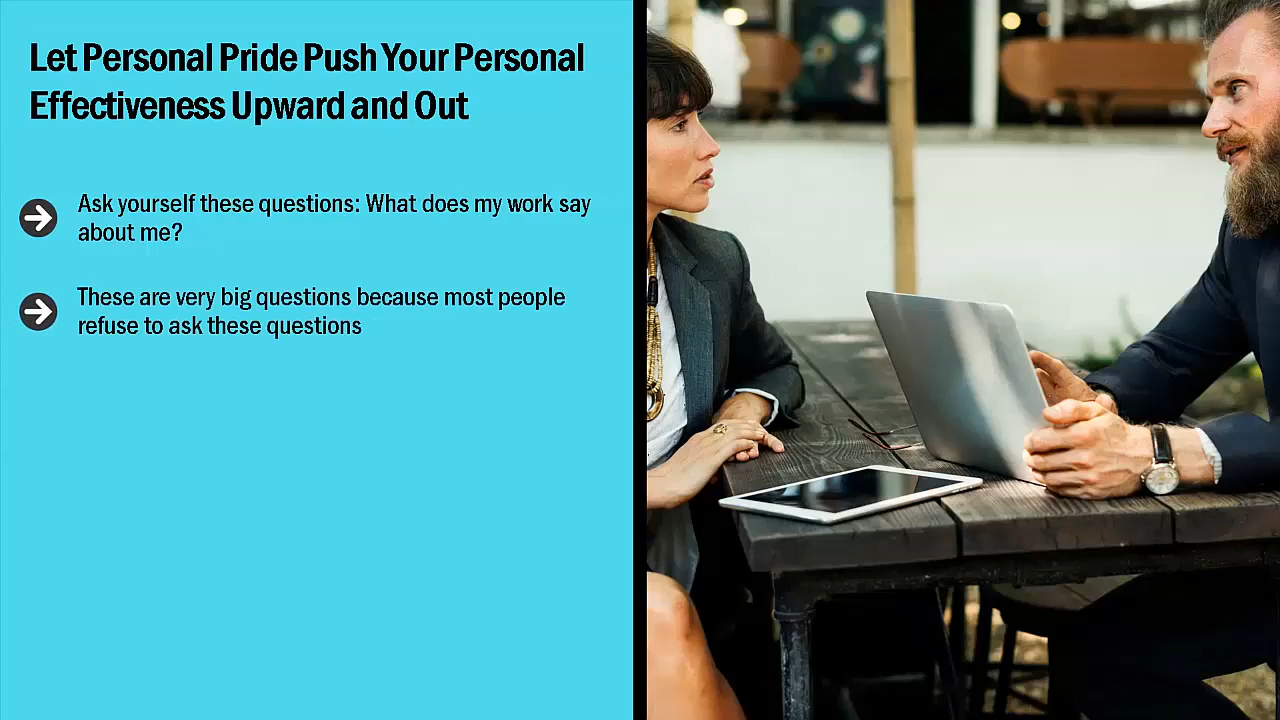 Let Personal Pride Push Your Personal
Effectiveness Upward and Out
Ask yourself these questions: What does my work say
about me?
These are very big questions because most people
refuse to ask these questions